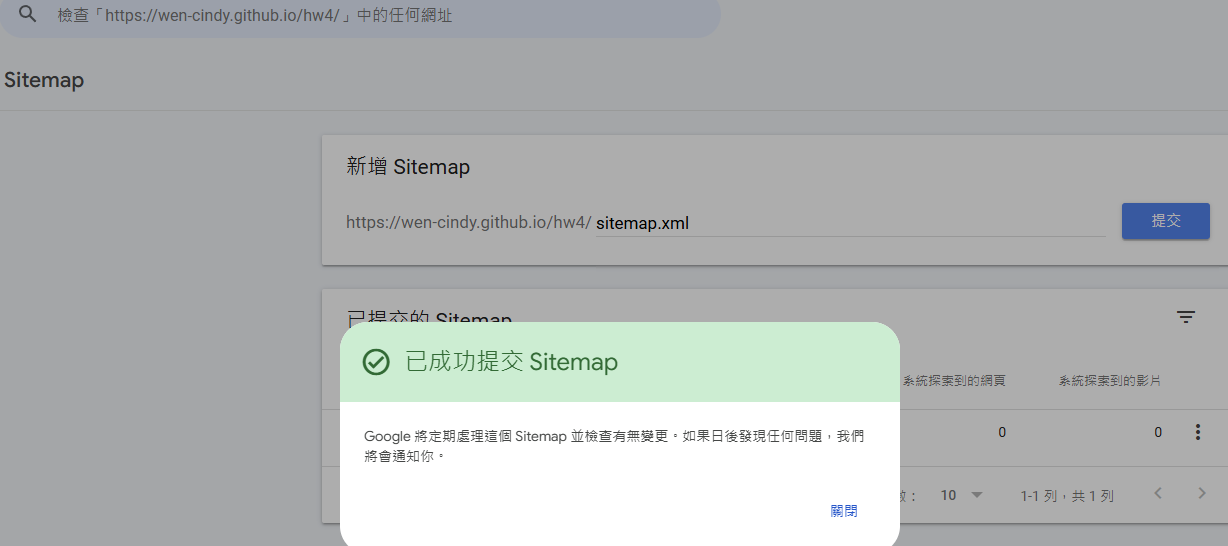 檢查「https://wen-cindy.github.io/hw4/」中的任何網址
Sitemap
新增 Sitemap
https://wen-cindy.github.io/hw4/ sitemap.xml
提交
已提交的 Sitemap
已成功提交 Sitemap
系統探索到的網頁 系統探索到的影片
Google 將定期處理這個 Sitemap 並檢查有無變更。如果日後發現任何問題，我們
將會通知你。
0 0
10 1-1 列，共 1 列
關閉